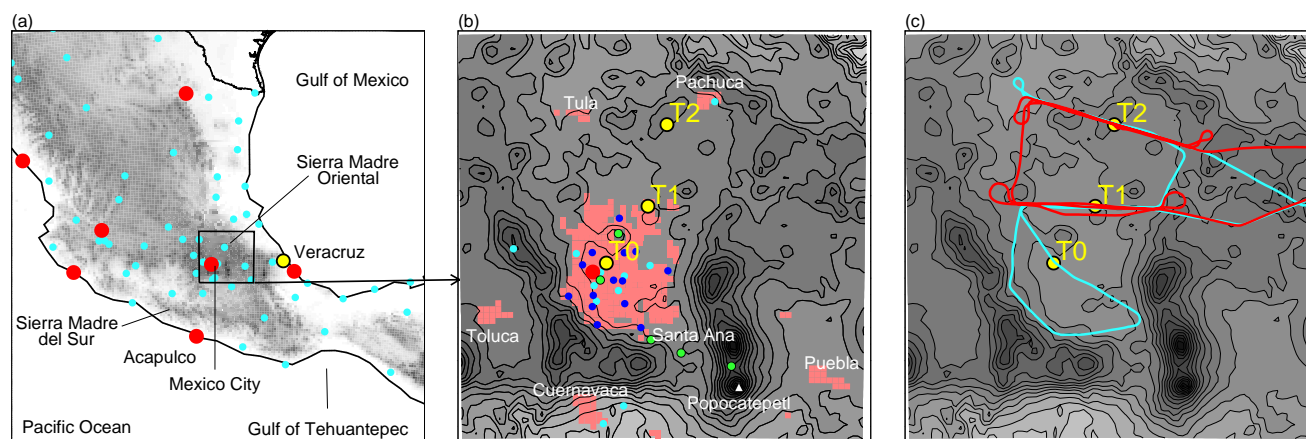 (a)
Gulf of Mexico
Sierra Madre
Oriental
Veracruz
Sierra Madre
del Sur
Acapulco
Mexico City
Pacific Ocean
Gulf of Tehuantepec
(b)
Pachuca
Tula
T2
T1
T0
Toluca
Santa Ana
Puebla
Cuernavaca
Popocatepetl
(c)
T2
T1
T0